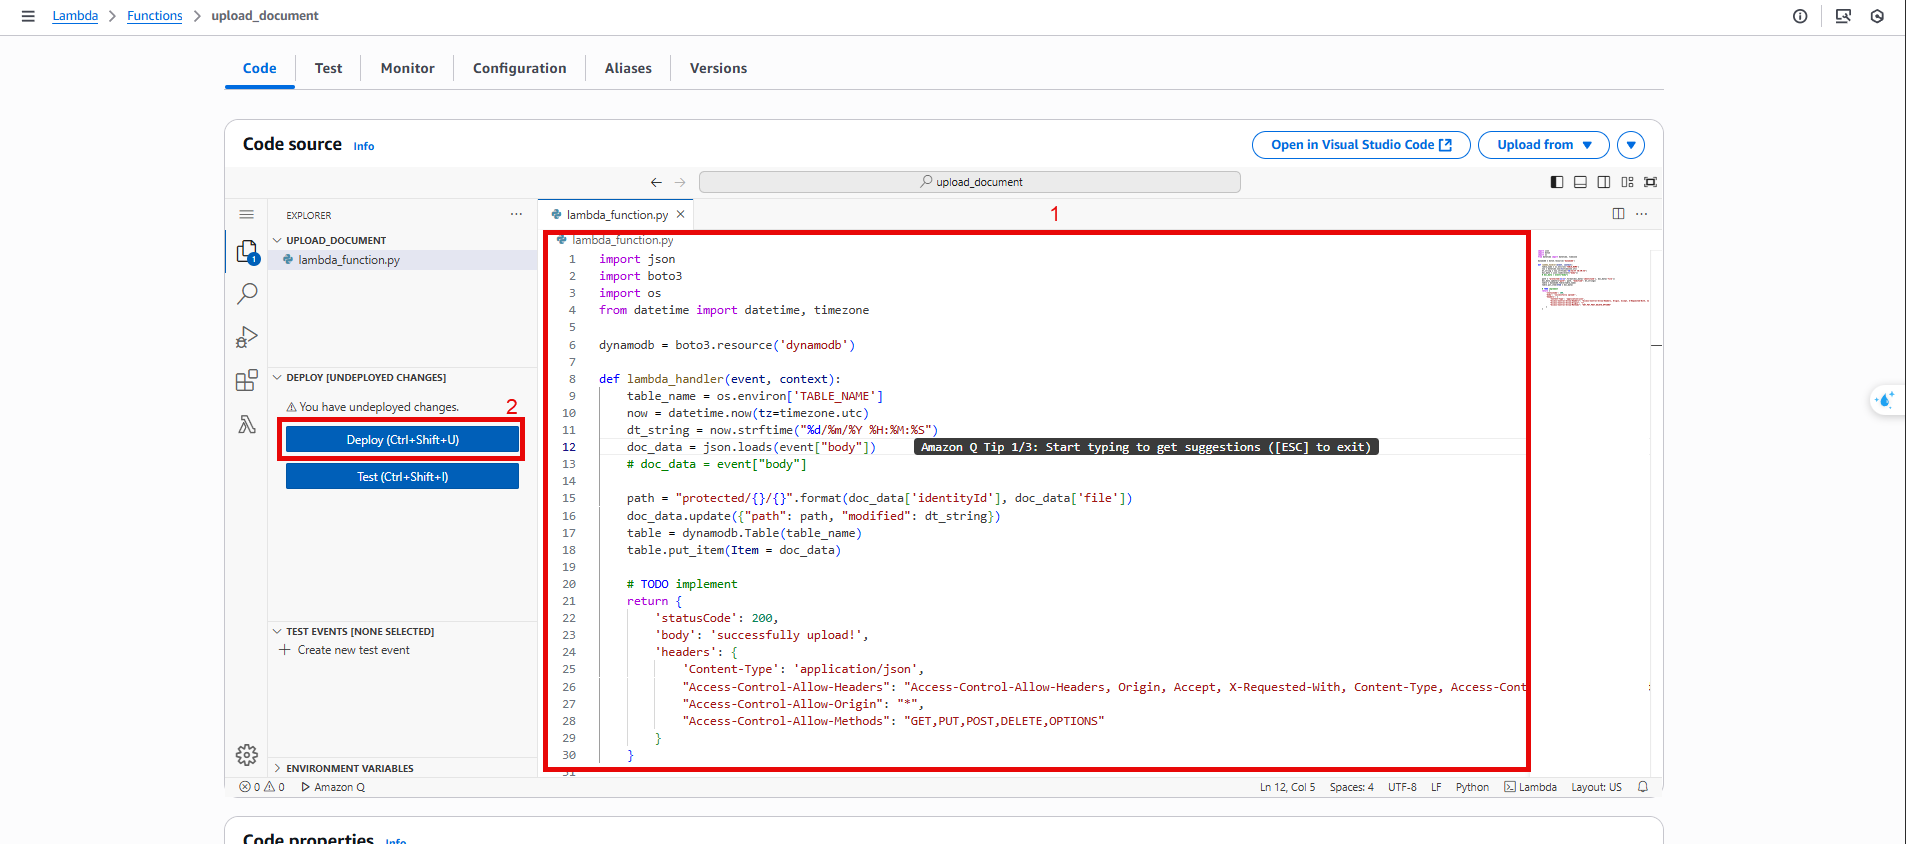 Lambda > Functions > upload_document
Code Test Monitor Configuration Aliases Versions
Code source Info
Open in Visual Studio Code Upload from
upload_document
EXPLORER
UPLOAD_DOCUMENT
lambda_function.py
DEPLOY [UNDEPLOYED CHANGES]
You have undeployed changes.
2
Deploy (Ctrl+Shift+U)
Test (Ctrl+Shift+I)
TEST EVENTS [NONE SELECTED]
Create new test event
ENVIRONMENT VARIABLES
lambda_function.py
1
lambda_function.py
1 import json
2 import boto3
3 import os
4 from datetime import datetime, timezone
5
6 dynamodb = boto3.resource('dynamodb')
7
8 def lambda_handler(event, context):
9 table_name = os.environ['TABLE_NAME']
10 now = datetime.now(tz=timezone.utc)
11 dt_string = now.strftime("%d/%m/%Y %H:%M:%S")
12 doc_data = json.loads(event["body"]) Amazon Q Tip 1/3: Start typing to get suggestions ([ESC] to exit)
13 # doc_data = event["body"]
14
15 path = "protected/{}/{}".format(doc_data['identityId'], doc_data['file'])
16 doc_data.update({"path": path, "modified": dt_string})
17 table = dynamodb.Table(table_name)
18 table.put_item(Item = doc_data)
19
20 # TODO implement
21 return {
22 'statusCode': 200,
23 'body': 'successfully upload!',
24 'headers': {
25 'Content-Type': 'application/json',
26 "Access-Control-Allow-Headers": "Access-Control-Allow-Headers, Origin, Accept, X-Requested-With, Content-Type, Access-Cont
27 "Access-Control-Allow-Origin": "*",
28 "Access-Control-Allow-Methods": "GET,PUT,POST,DELETE,OPTIONS"
29 }
30 }
31
0 0 Amazon Q
Ln 12, Col 5 Spaces: 4 UTF-8 LF Python Lambda Layout: US
Code properties Info